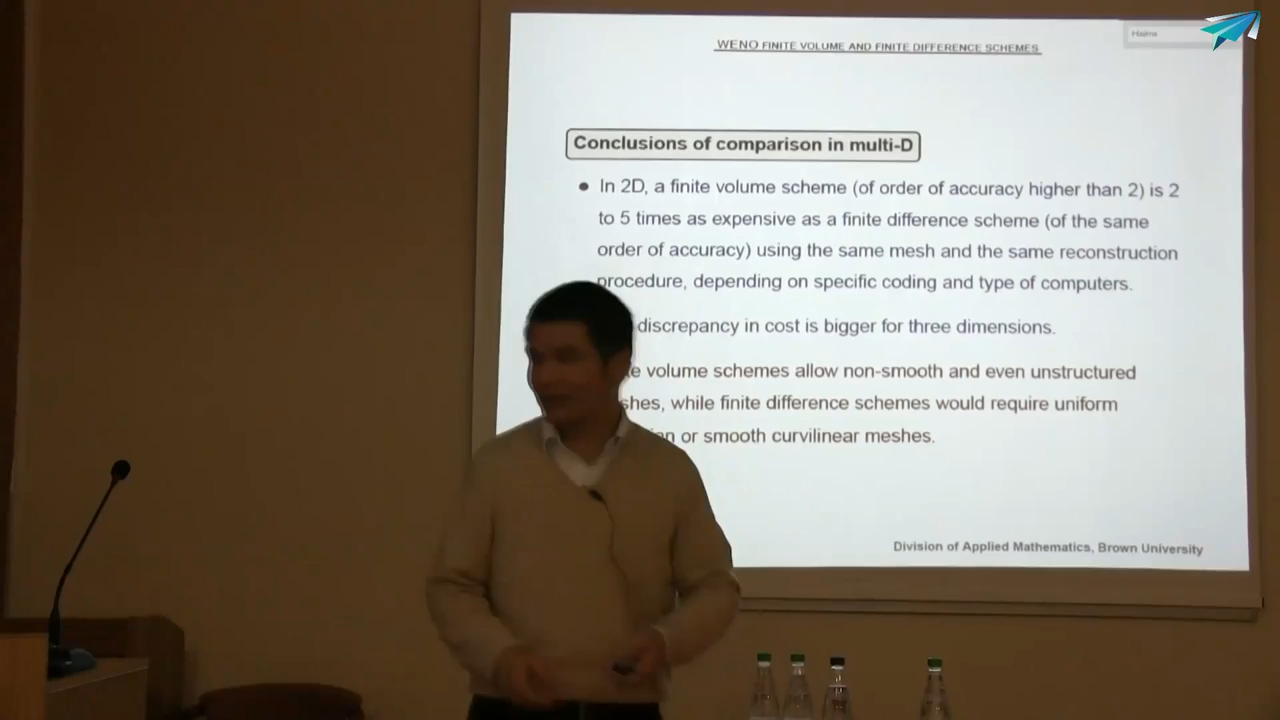 WENO FINITE VOLUME AND FINITE DIFFERENCE SCHEMES
Conclusions of comparison in multi-D
● In 2D, a finite volume scheme (of order of accuracy higher than 2) is 2
to 5 times as expensive as a finite difference scheme (of the same
order of accuracy) using the same mesh and the same reconstruction
procedure, depending on specific coding and type of computers.
discrepancy in cost is bigger for three dimensions.
volume schemes allow non-smooth and even unstructured
while finite difference schemes would require uniform
or smooth curvilinear meshes.
Division of Applied Mathematics, Brown University